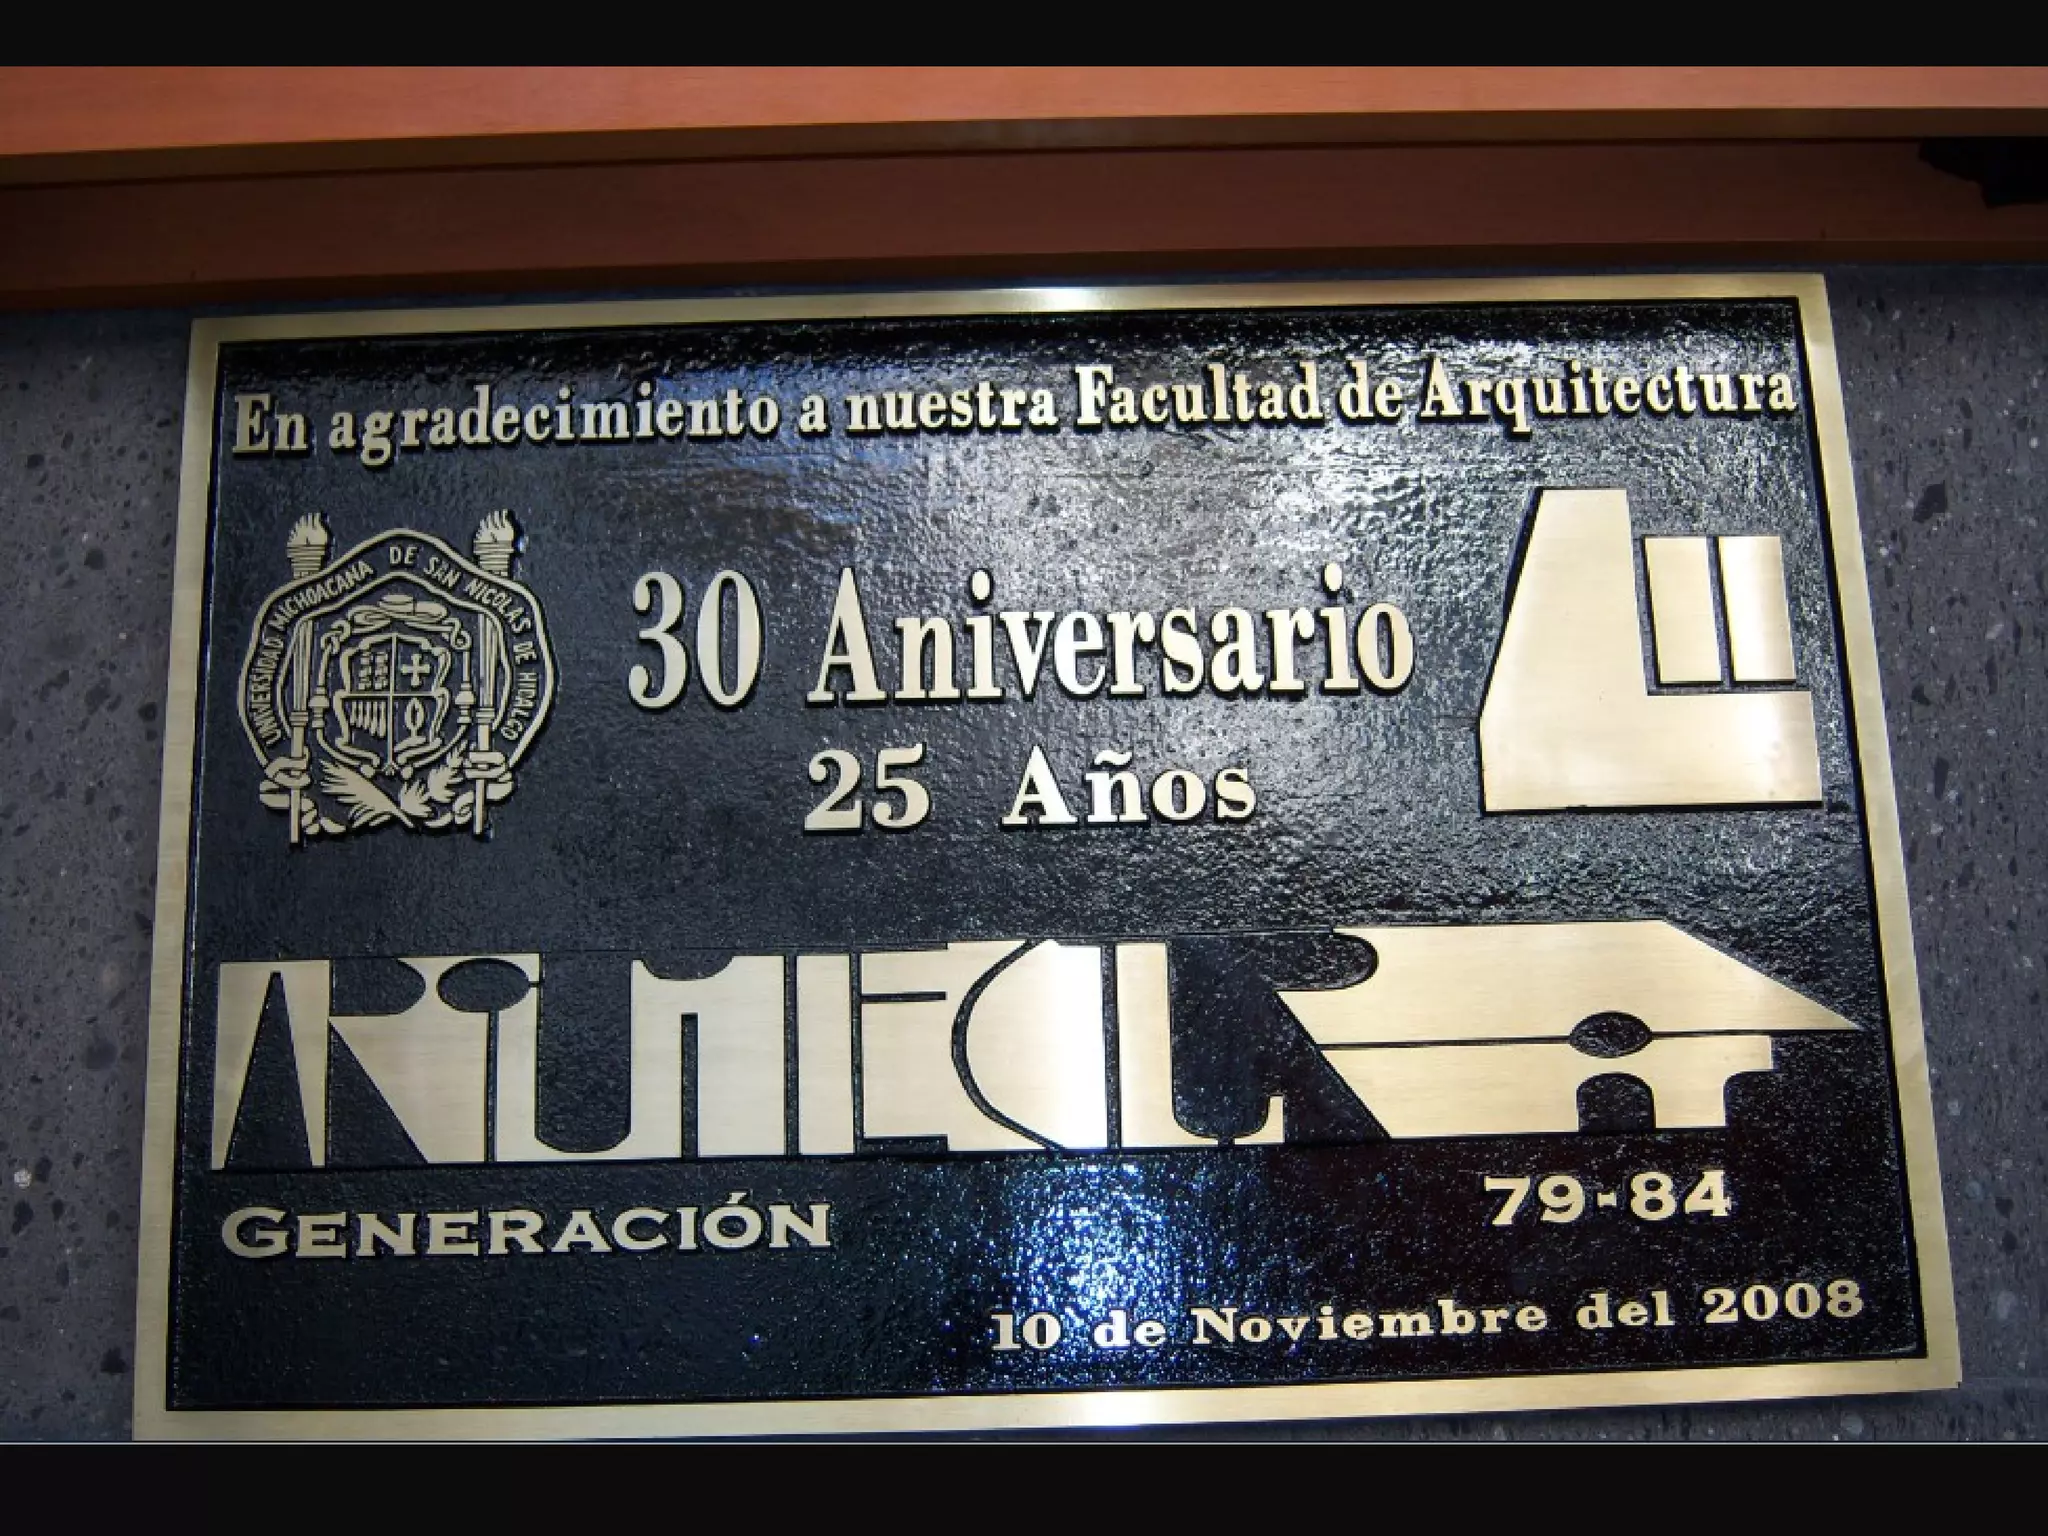 En agradecimiento a nuestra Facultad de Arquitectura
UNIVERSIDAD MICHOACANA DE SAN NICOLAS DE HIDALGO
30 Aniversario
25 Años
ARQUITECTURA
GENERACIÓN 79-84
10 de Noviembre del 2008